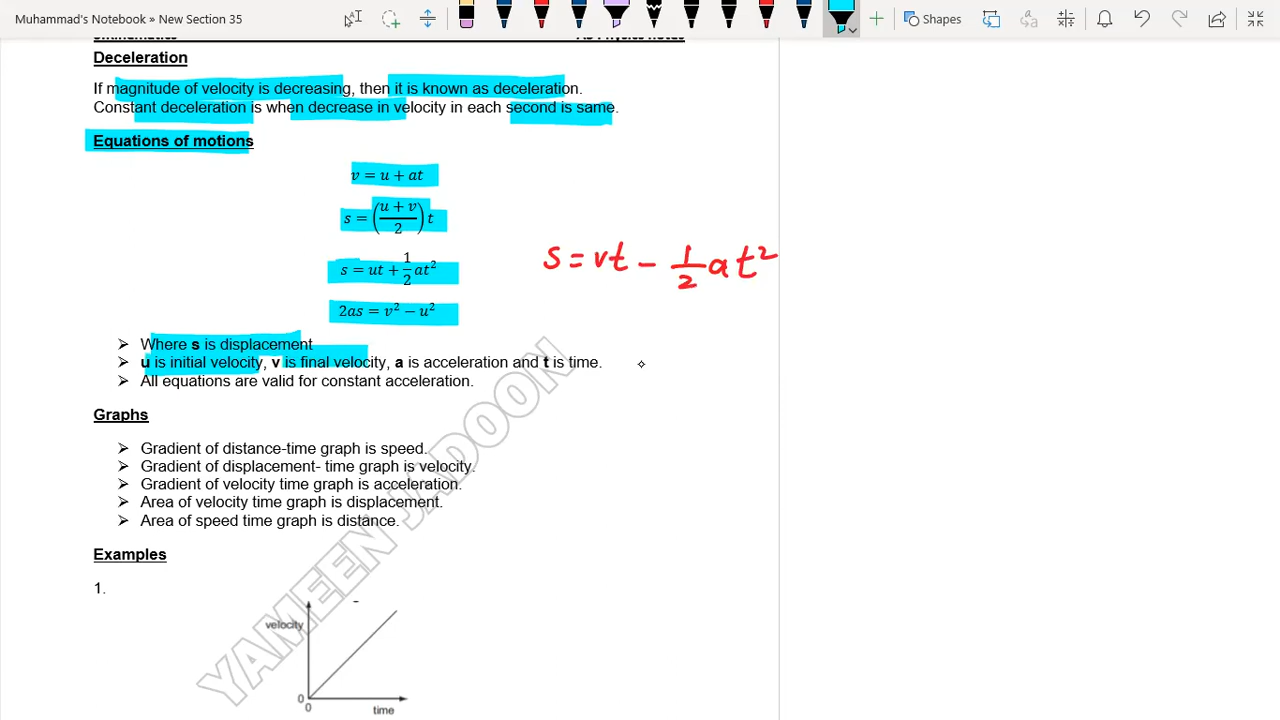 Muhammad's Notebook » New Section 35
Shapes
AS Physics notes
Deceleration
If magnitude of velocity is decreasing, then it is known as deceleration.
Constant deceleration is when decrease in velocity in each second is same.
Equations of motions
v = u + at
s = ((u + v)/2) t
s = ut + 1/2 at²
s = vt - 1/2 at²
2as = v² − u²
➢ Where s is displacement
➢ u is initial velocity, v is final velocity, a is acceleration and t is time.
➢ All equations are valid for constant acceleration.
Graphs
➢ Gradient of distance-time graph is speed.
➢ Gradient of displacement- time graph is velocity.
➢ Gradient of velocity time graph is acceleration.
➢ Area of velocity time graph is displacement.
➢ Area of speed time graph is distance.
Examples
1.
velocity
0
0
time
YAMEEN JADOON